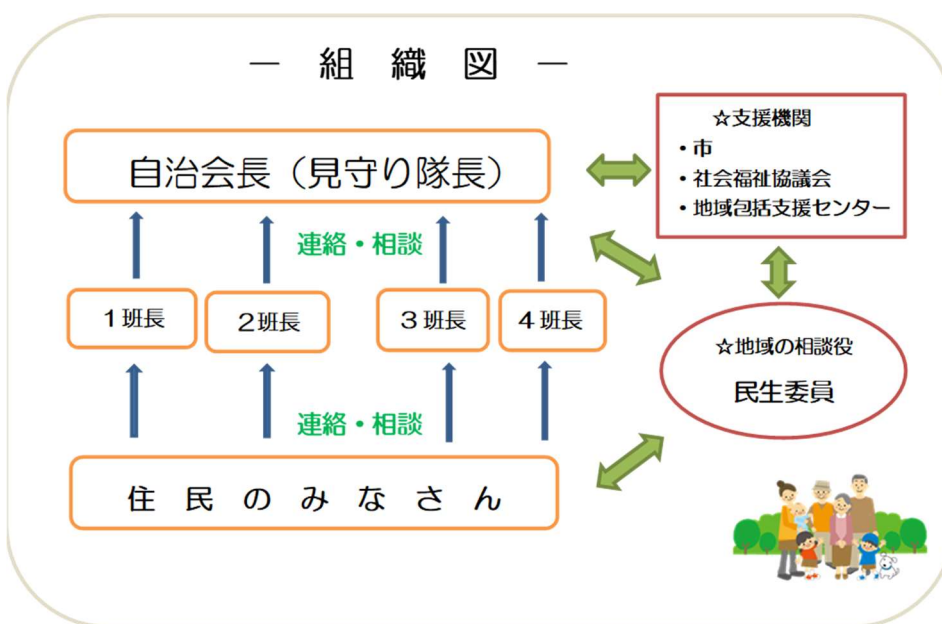 ― 組 織 図 ―
☆支援機関
・市
・社会福祉協議会
・地域包括支援センター
自治会長（見守り隊長）
連絡・相談
1班長
2班長
3班長
4班長
☆地域の相談役
民生委員
連絡・相談
住 民 の み な さ ん